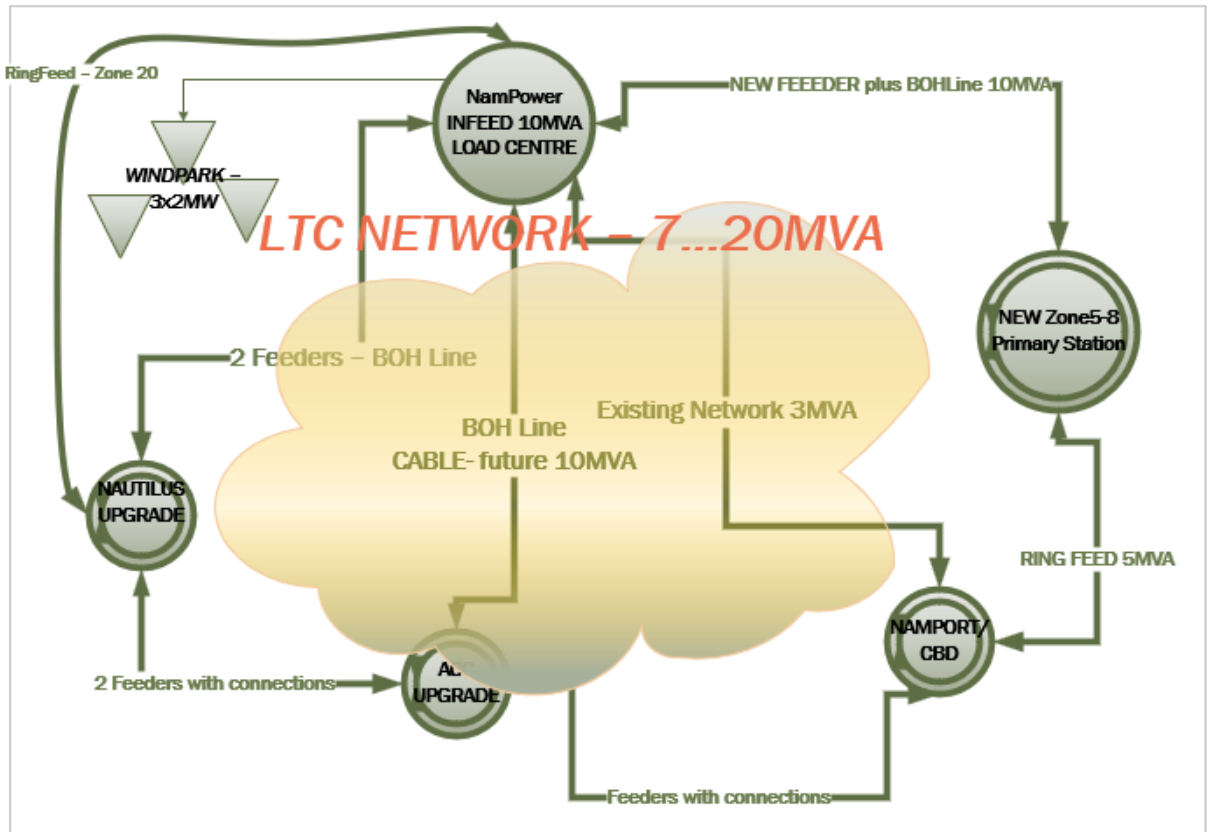 RingFeed – Zone 20
NamPower
INFEED 10MVA
LOAD CENTRE
NEW FEEEDER plus BOHLine 10MVA
WINDPARK –
3x2MW
LTC NETWORK – 7...20MVA
NEW Zone5-8
Primary Station
2 Feeders – BOH Line
Existing Network 3MVA
BOH Line
CABLE- future 10MVA
NAUTILUS
UPGRADE
RING FEED 5MVA
NAMPORT/
CBD
UPGRADE
2 Feeders with connections
Feeders with connections